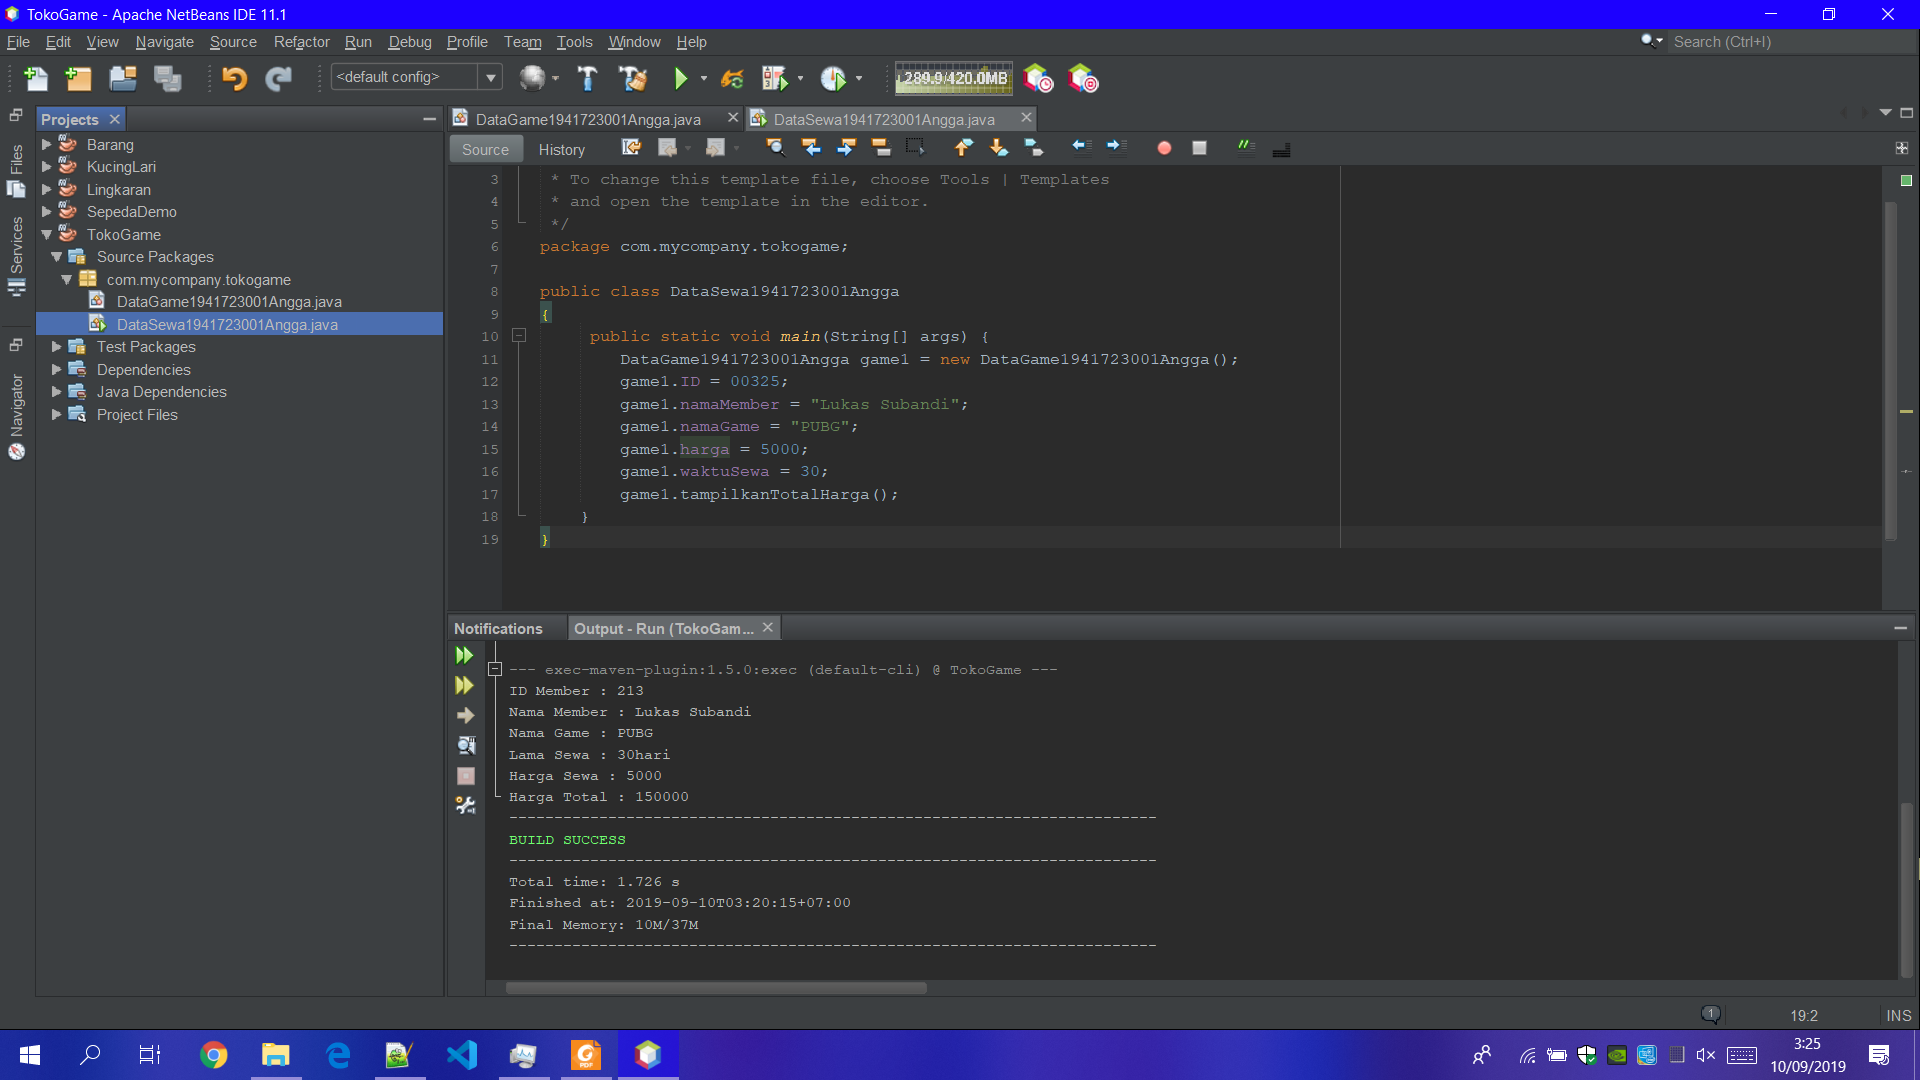 TokoGame - Apache NetBeans IDE 11.1
File Edit View Navigate Source Refactor Run Debug Profile Team Tools Window Help
Search (Ctrl+I)
<default config>
289.9/420.0MB
Files
Services
Navigator
Projects
Barang
KucingLari
Lingkaran
SepedaDemo
TokoGame
Source Packages
com.mycompany.tokogame
DataGame1941723001Angga.java
DataSewa1941723001Angga.java
Test Packages
Dependencies
Java Dependencies
Project Files
DataGame1941723001Angga.java DataSewa1941723001Angga.java
Source History
3 * To change this template file, choose Tools | Templates
4 * and open the template in the editor.
5 */
6 package com.mycompany.tokogame;
7
8 public class DataSewa1941723001Angga
9 {
10 public static void main(String[] args) {
11 DataGame1941723001Angga game1 = new DataGame1941723001Angga();
12 game1.ID = 00325;
13 game1.namaMember = "Lukas Subandi";
14 game1.namaGame = "PUBG";
15 game1.harga = 5000;
16 game1.waktuSewa = 30;
17 game1.tampilkanTotalHarga();
18 }
19 }
Notifications Output - Run (TokoGam...
--- exec-maven-plugin:1.5.0:exec (default-cli) @ TokoGame ---
ID Member : 213
Nama Member : Lukas Subandi
Nama Game : PUBG
Lama Sewa : 30hari
Harga Sewa : 5000
Harga Total : 150000
------------------------------------------------------------------------
BUILD SUCCESS
------------------------------------------------------------------------
Total time: 1.726 s
Finished at: 2019-09-10T03:20:15+07:00
Final Memory: 10M/37M
------------------------------------------------------------------------
1
19:2 INS
3:25
10/09/2019